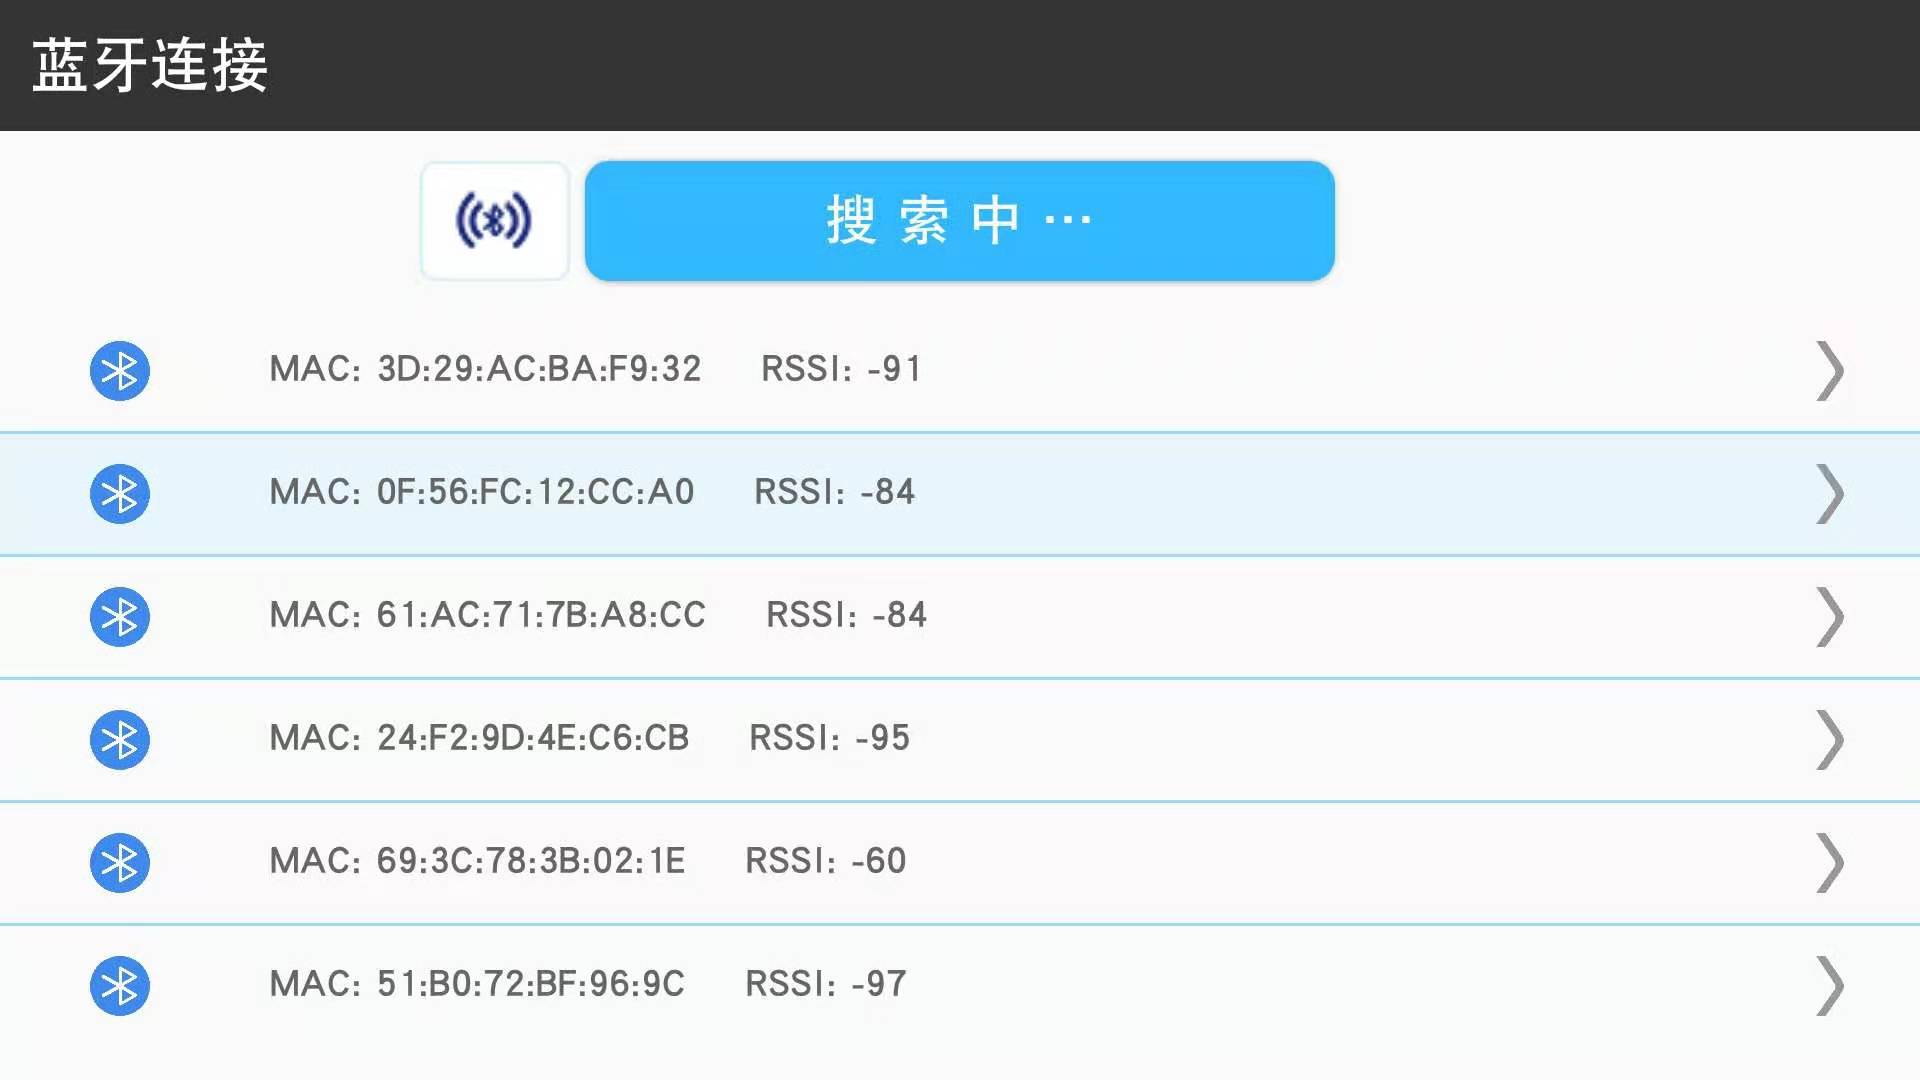 蓝牙连接
搜索中…
MAC: 3D:29:AC:BA:F9:32 RSSI: -91
MAC: 0F:56:FC:12:CC:A0 RSSI: -84
MAC: 61:AC:71:7B:A8:CC RSSI: -84
MAC: 24:F2:9D:4E:C6:CB RSSI: -95
MAC: 69:3C:78:3B:02:1E RSSI: -60
MAC: 51:B0:72:BF:96:9C RSSI: -97